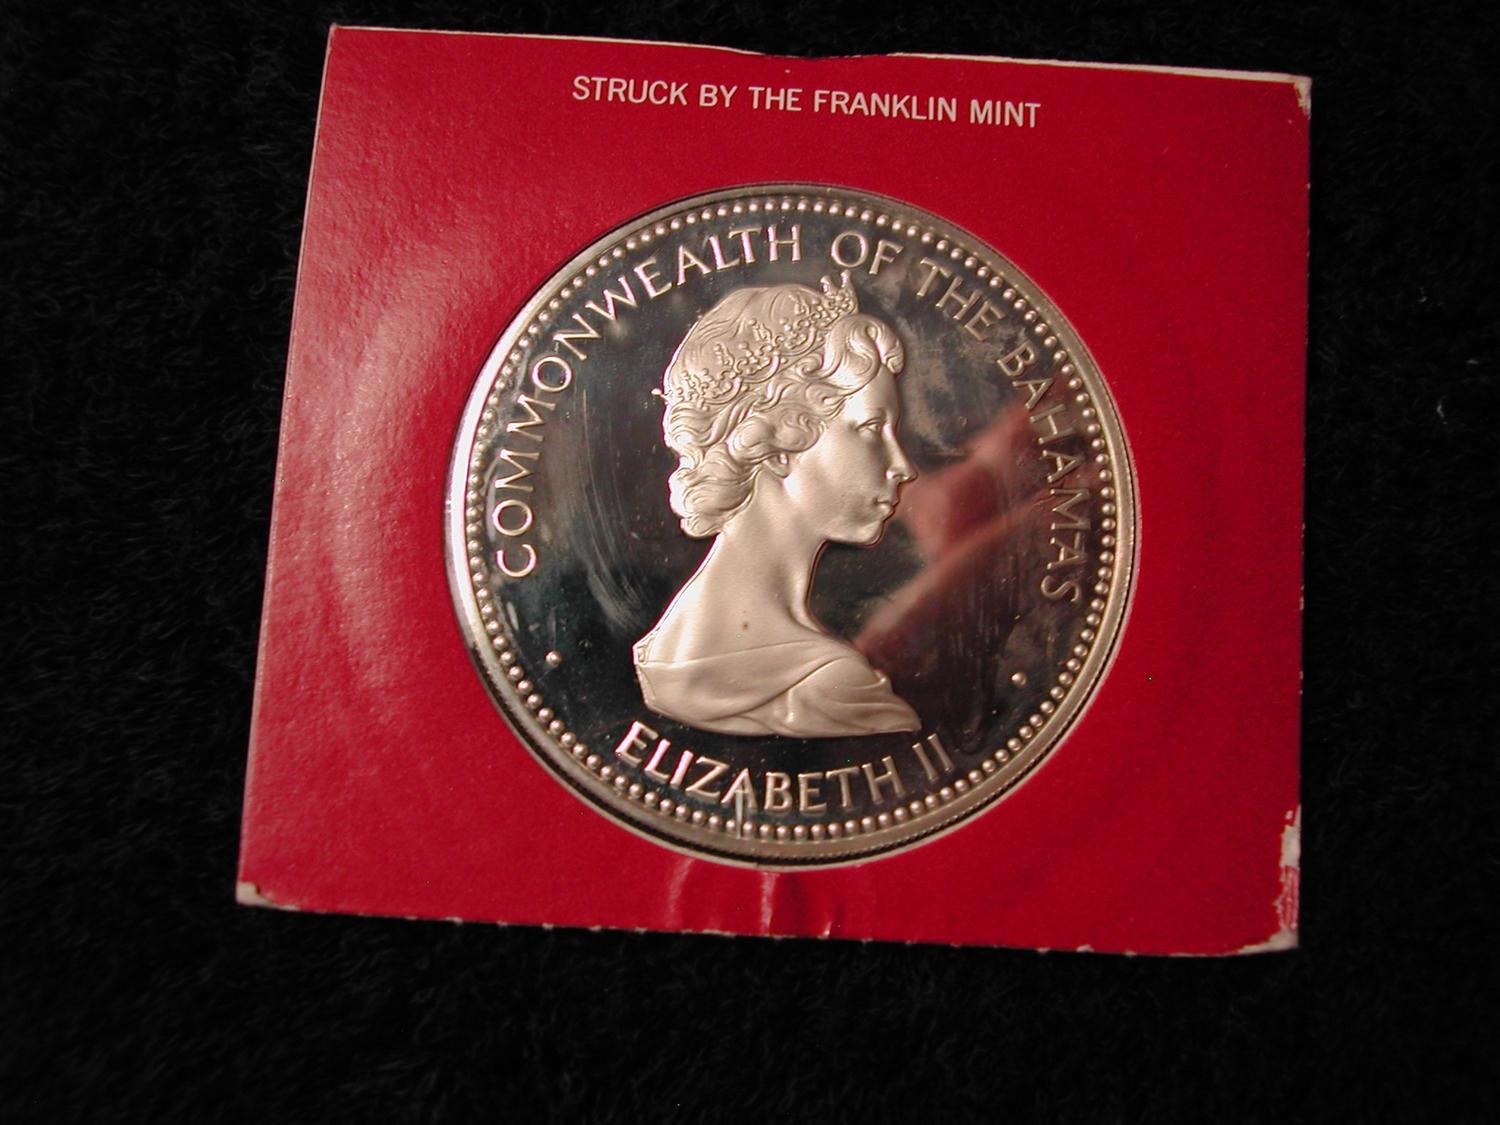 STRUCK BY THE FRANKLIN MINT
COMMONWEALTH OF THE BAHAMAS
ELIZABETH II